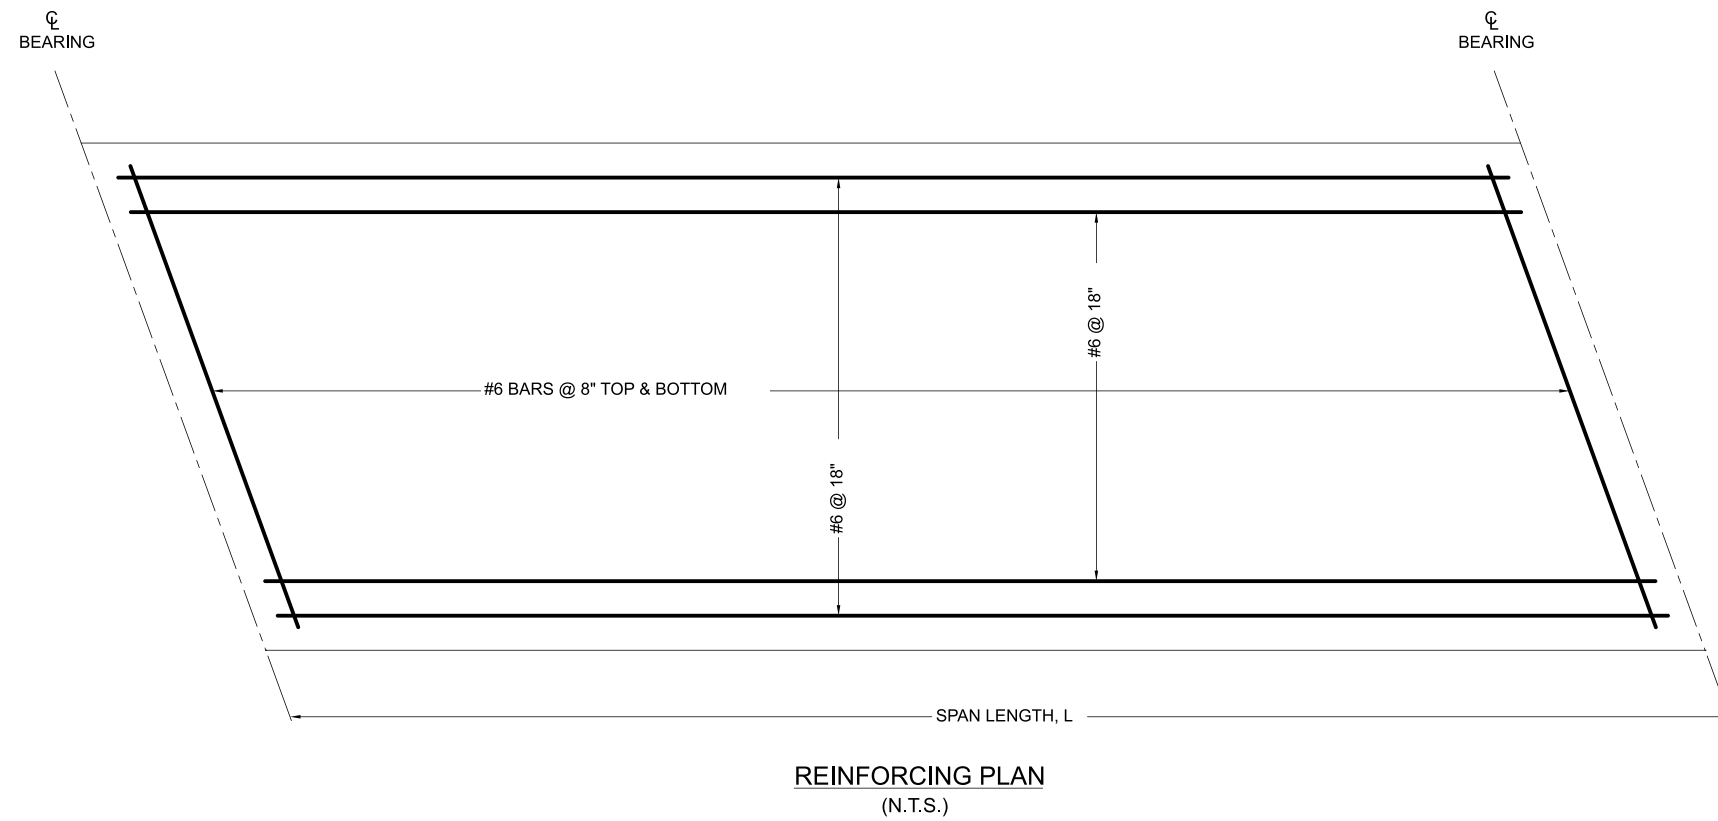 ℄
BEARING
℄
BEARING
#6 @ 18"
#6 BARS @ 8" TOP & BOTTOM
#6 @ 18"
SPAN LENGTH, L
REINFORCING PLAN
(N.T.S.)